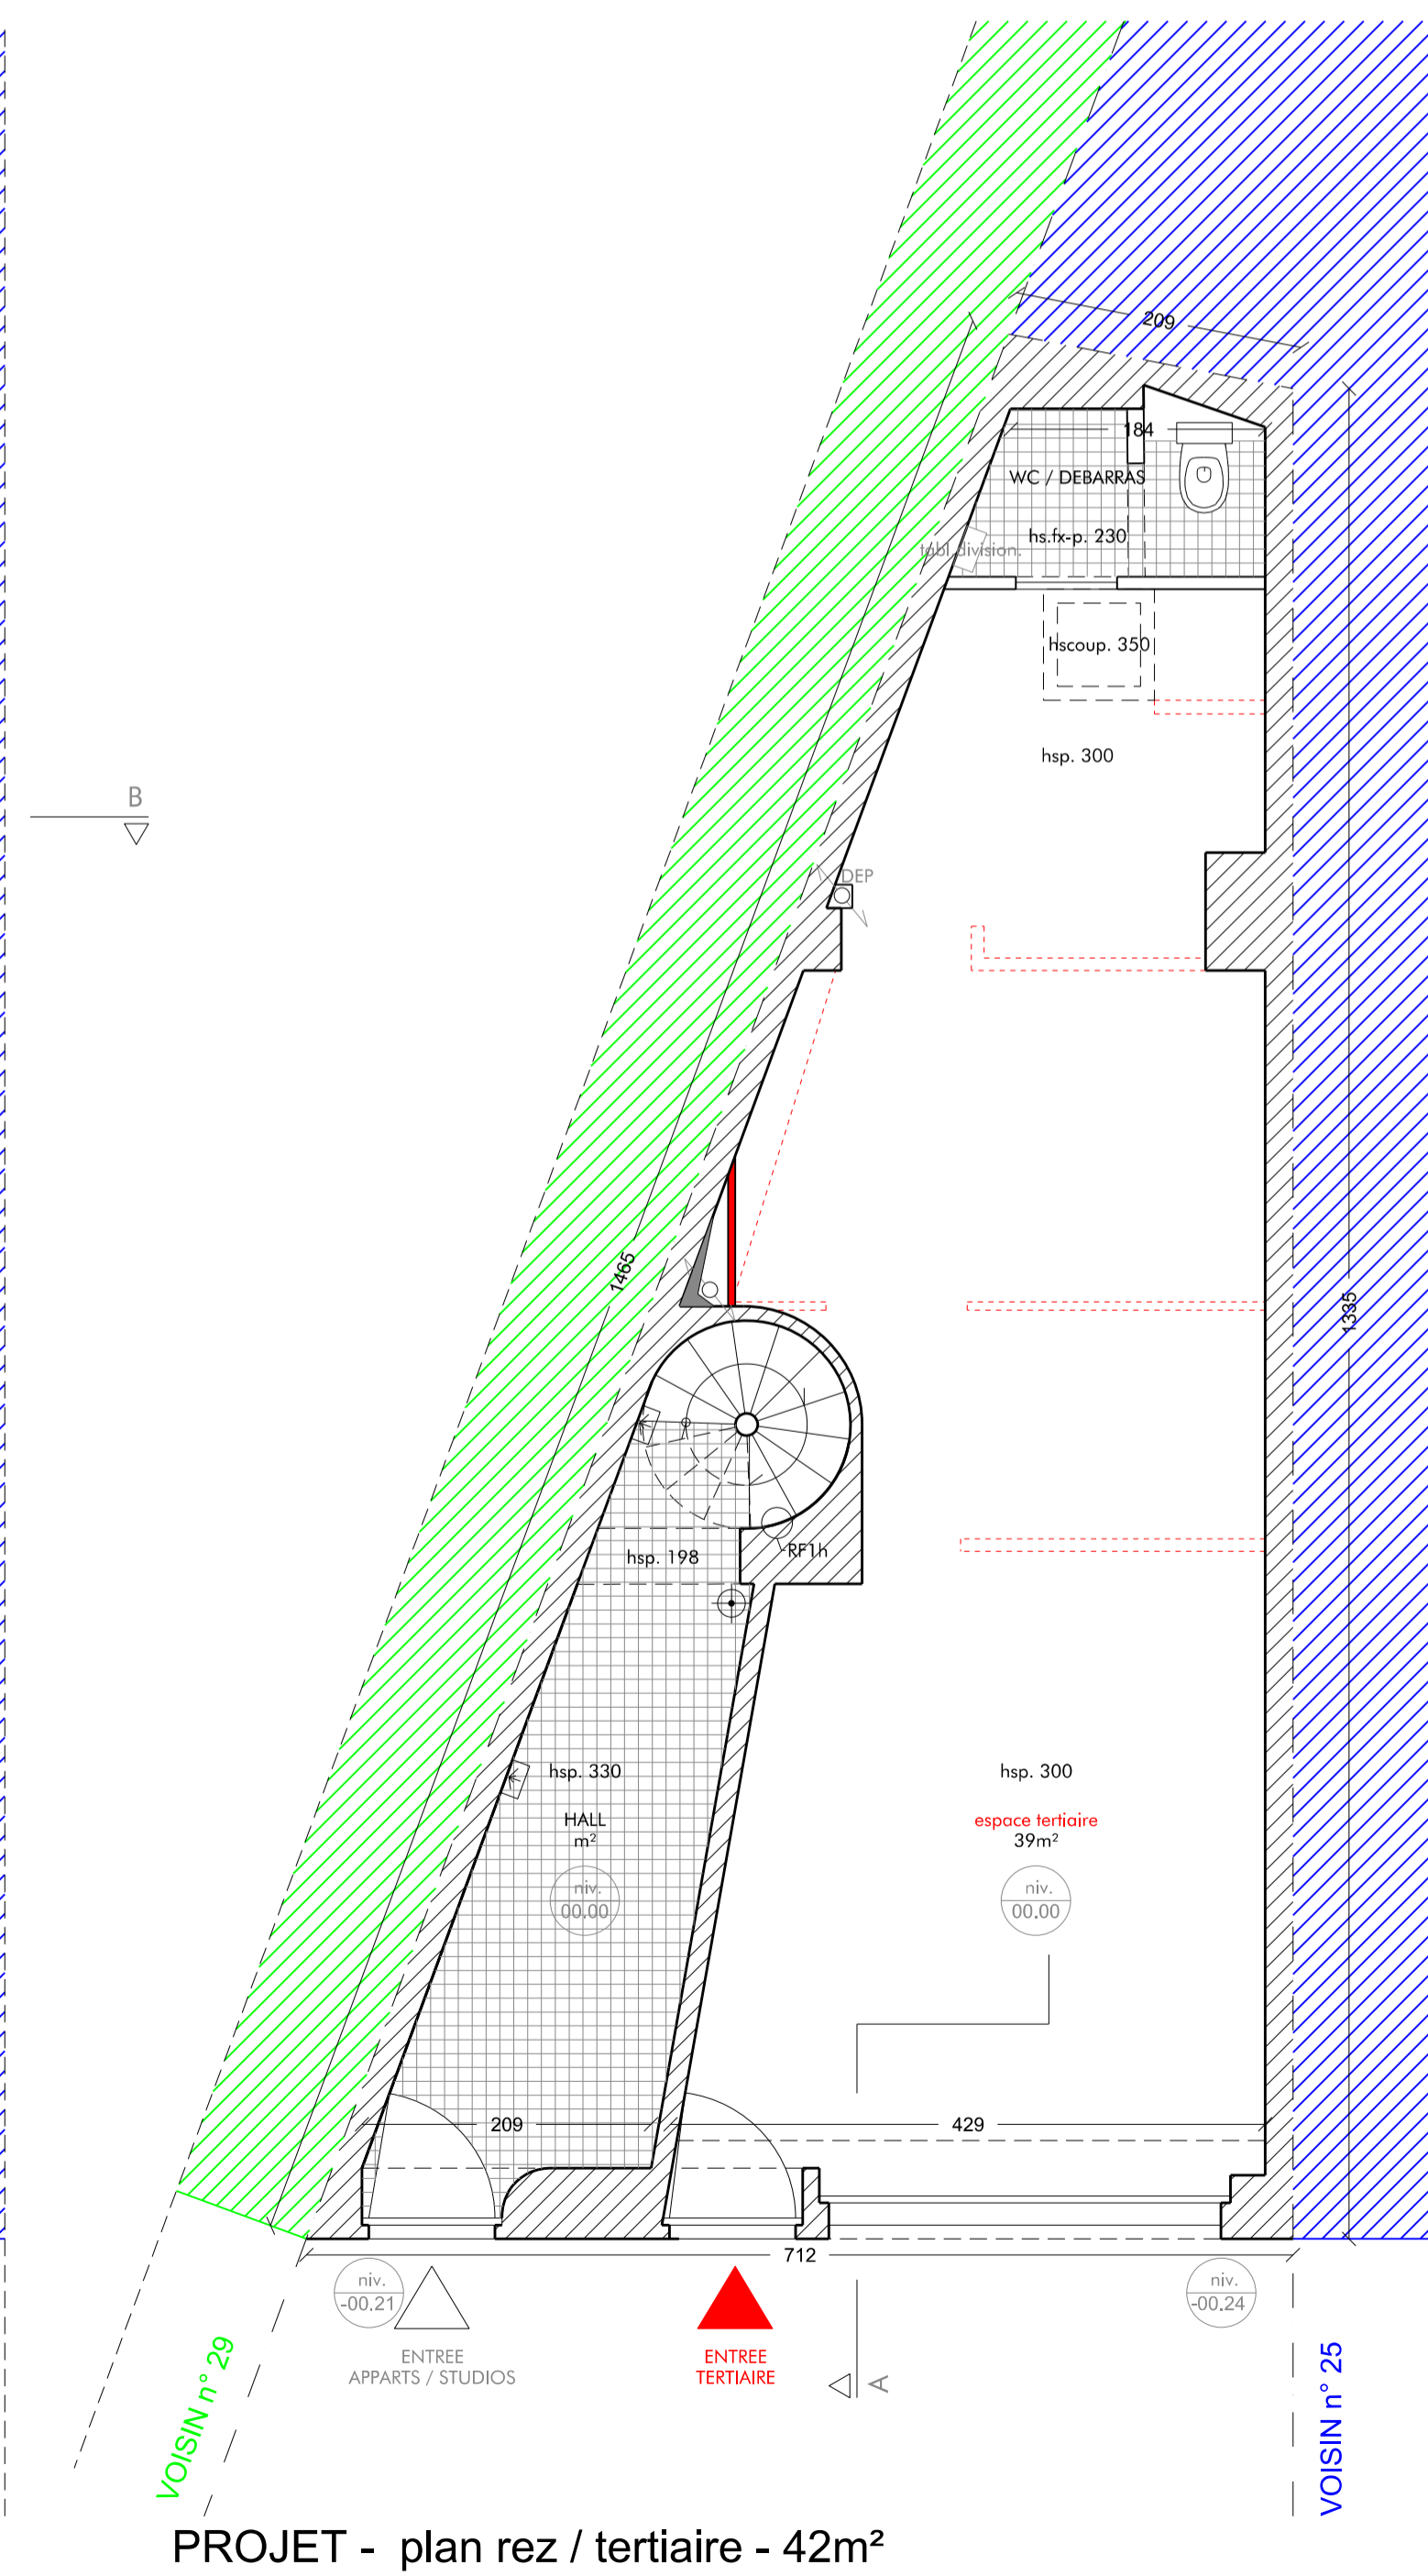 209
184
WC / DEBARRAS
hs.fx-p. 230
tabl.division.
hscoup. 350
hsp. 300
B
DEP
1465
1335
RF1h
hsp. 198
hsp. 330
HALL
m²
niv.
00.00
hsp. 300
espace tertiaire
39m²
niv.
00.00
209
429
712
niv.
-00.21
niv.
-00.24
ENTREE
APPARTS / STUDIOS
ENTREE
TERTIAIRE
A
VOISIN n° 29
VOISIN n° 25
PROJET - plan rez / tertiaire - 42m²